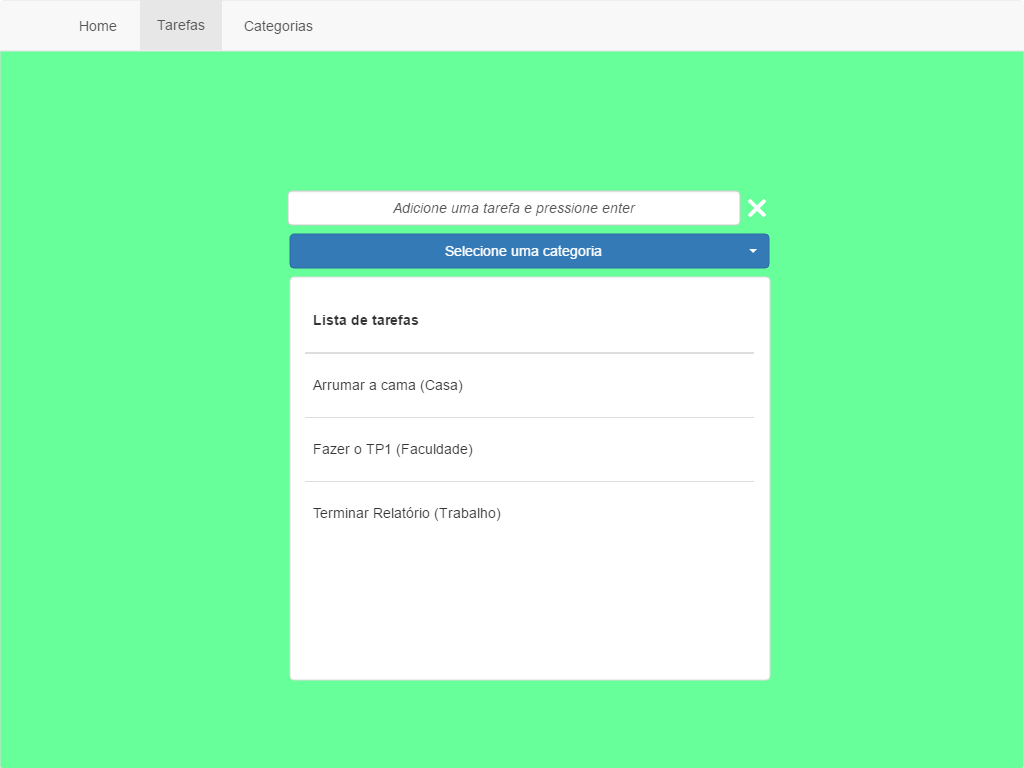 Home Tarefas Categorias
Adicione uma tarefa e pressione enter
Selecione uma categoria
Lista de tarefas
Arrumar a cama (Casa)
Fazer o TP1 (Faculdade)
Terminar Relatório (Trabalho)